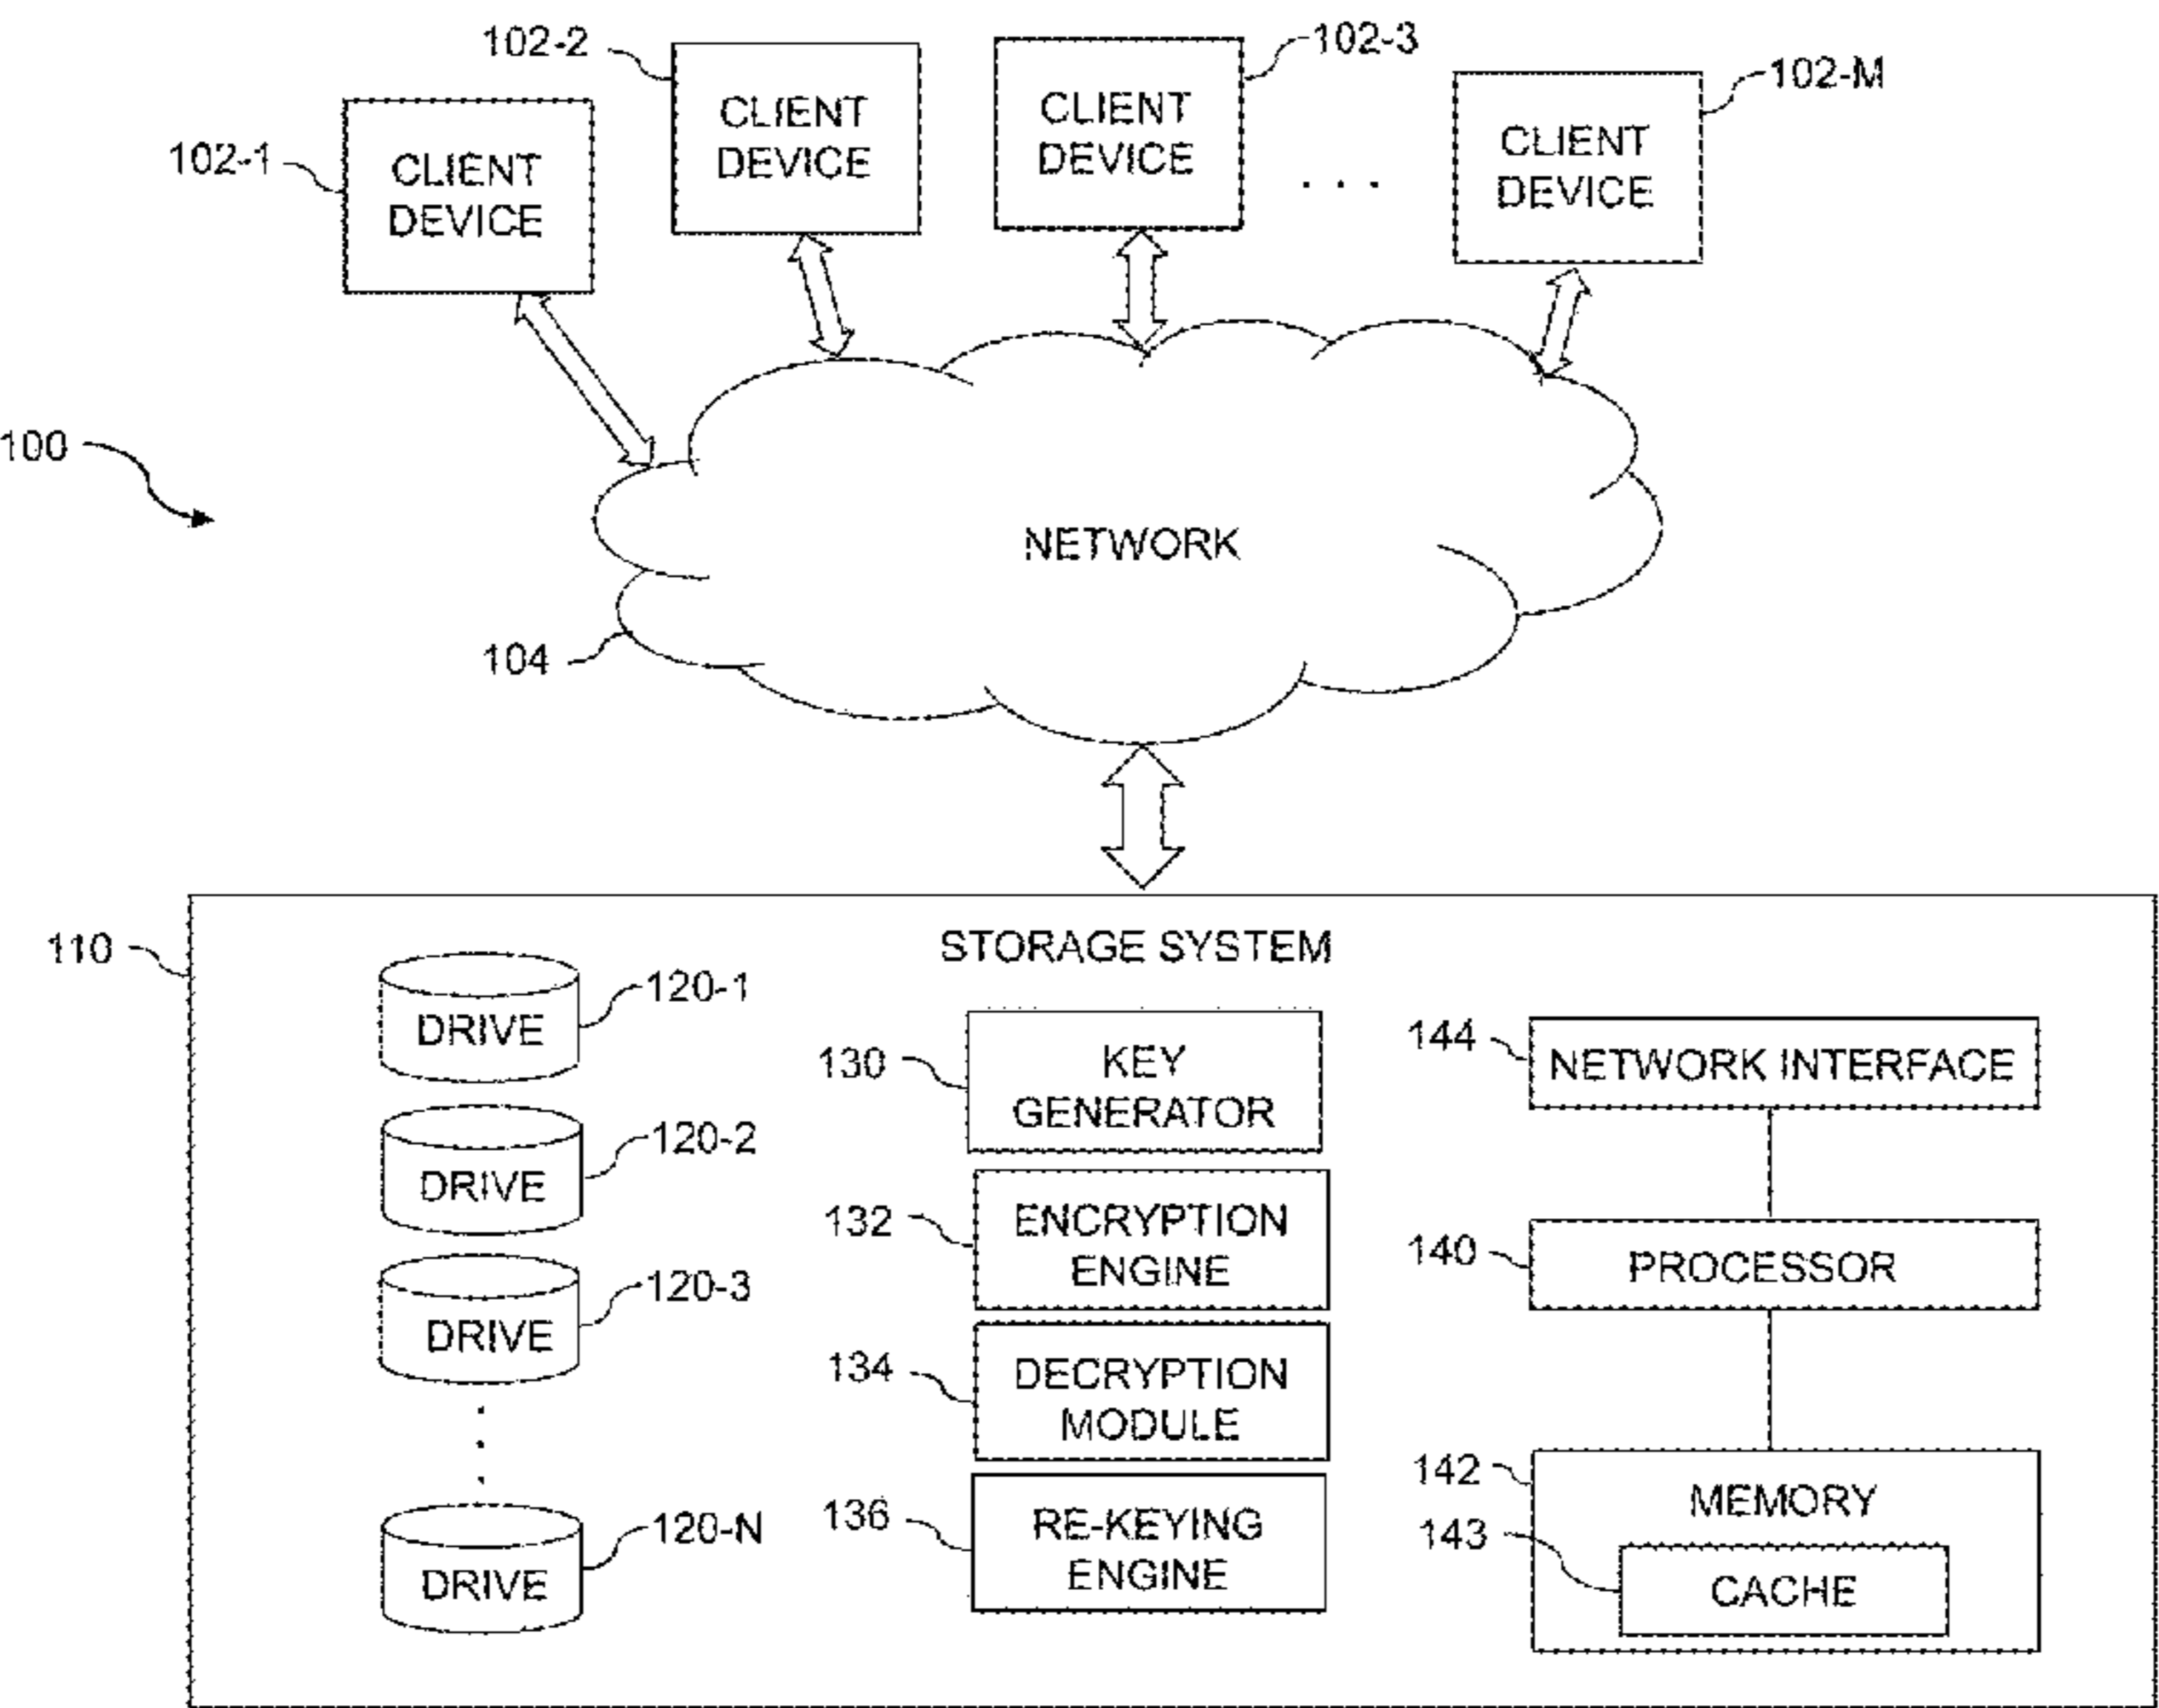 102-2
102-3
102-M
102-1
CLIENT
DEVICE
CLIENT
DEVICE
CLIENT
DEVICE
CLIENT
DEVICE
. . .
100
NETWORK
104
110
STORAGE SYSTEM
DRIVE
120-1
DRIVE
120-2
DRIVE
120-3
.
.
.
DRIVE
120-N
130
KEY
GENERATOR
132
ENCRYPTION
ENGINE
134
DECRYPTION
MODULE
136
RE-KEYING
ENGINE
144
NETWORK INTERFACE
140
PROCESSOR
142
MEMORY
143
CACHE